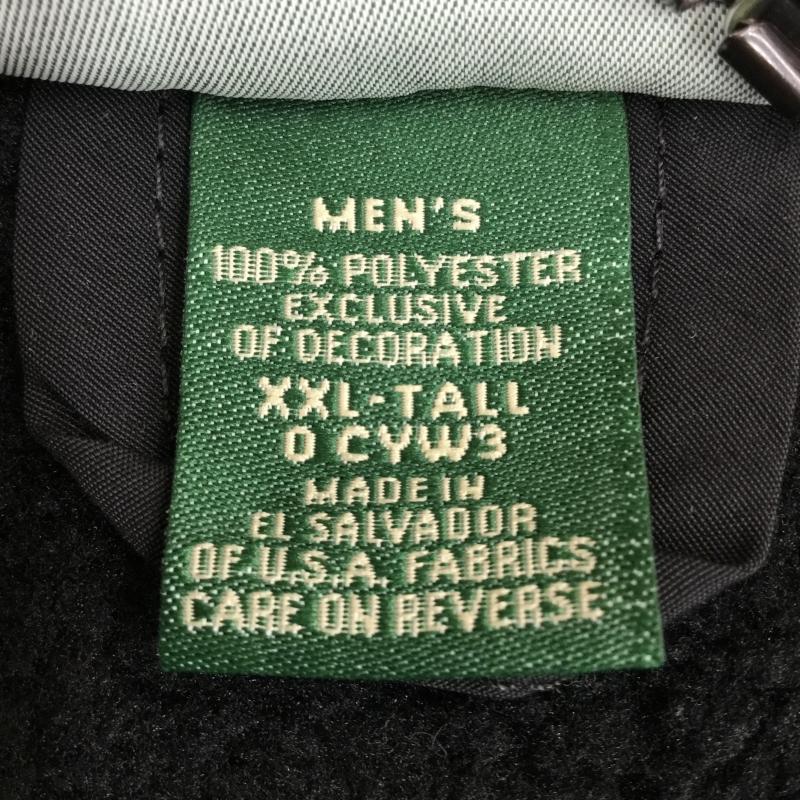 MEN'S
100% POLYESTER
EXCLUSIVE
OF DECORATION
XXL-TALL
0 CYW3
MADE IN
EL SALVADOR
OF U.S.A. FABRICS
CARE ON REVERSE